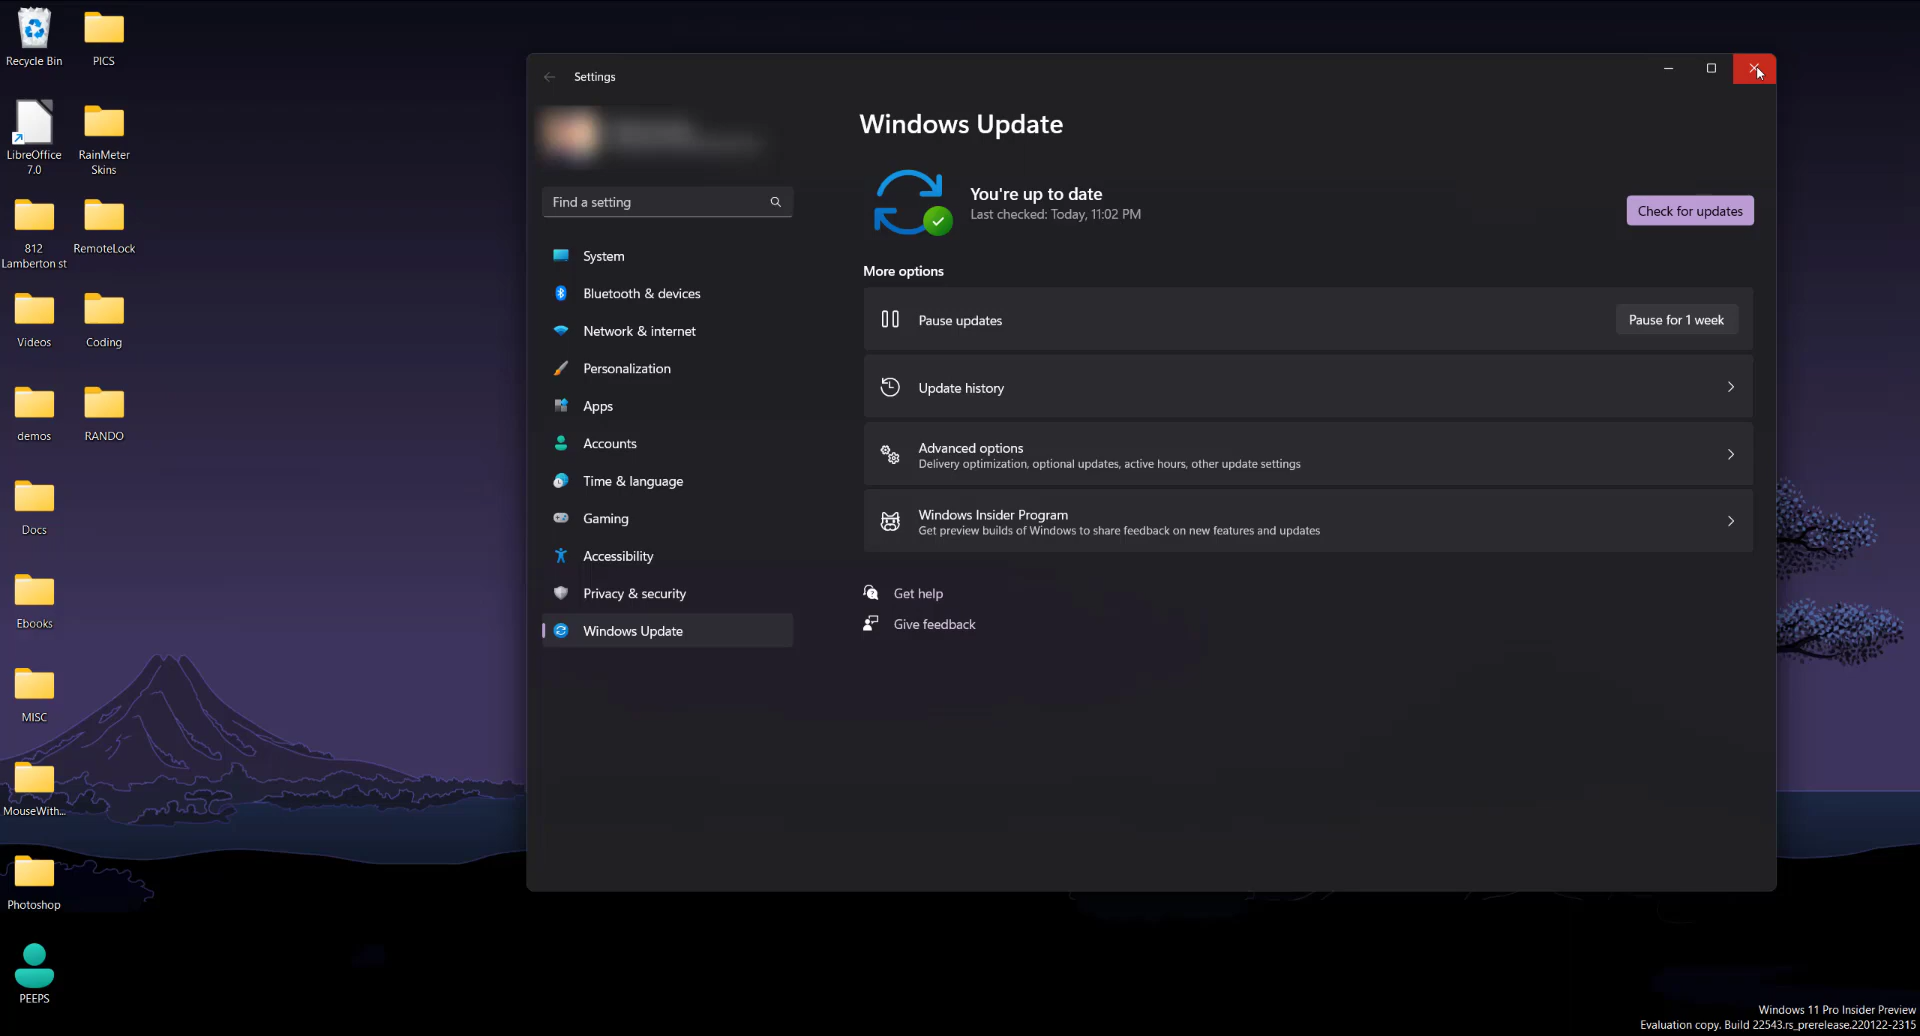 Recycle Bin
PICS
LibreOffice
7.0
RainMeter
Skins
812
Lamberton st
RemoteLock
Videos
Coding
demos
RANDO
Docs
Ebooks
MISC
MouseWith...
Photoshop
PEEPS
Settings
Find a setting
System
Bluetooth & devices
Network & internet
Personalization
Apps
Accounts
Time & language
Gaming
Accessibility
Privacy & security
Windows Update
Windows Update
You're up to date
Last checked: Today, 11:02 PM
Check for updates
More options
Pause updates
Pause for 1 week
Update history
Advanced options
Delivery optimization, optional updates, active hours, other update settings
Windows Insider Program
Get preview builds of Windows to share feedback on new features and updates
Get help
Give feedback
Windows 11 Pro Insider Preview
Evaluation copy. Build 22543.rs_prerelease.220122-2315